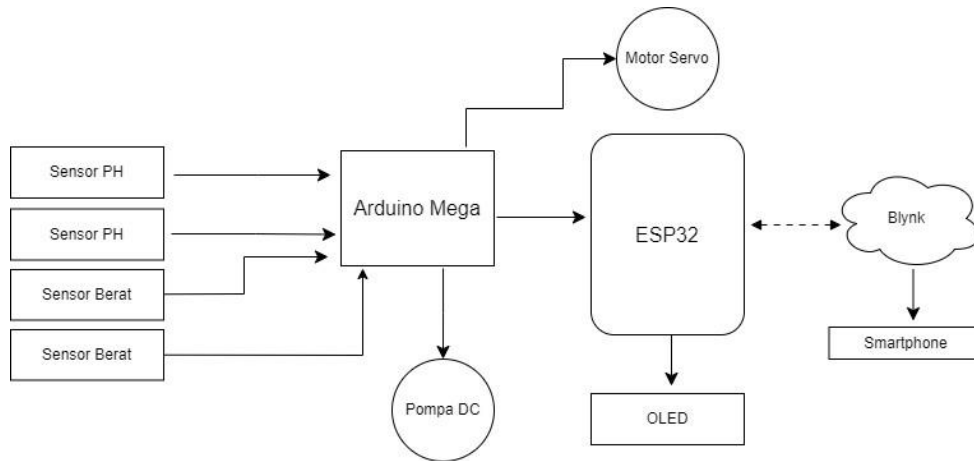 Motor Servo
Sensor PH
Arduino Mega
ESP32
Blynk
Sensor PH
Sensor Berat
Sensor Berat
Smartphone
Pompa DC
OLED